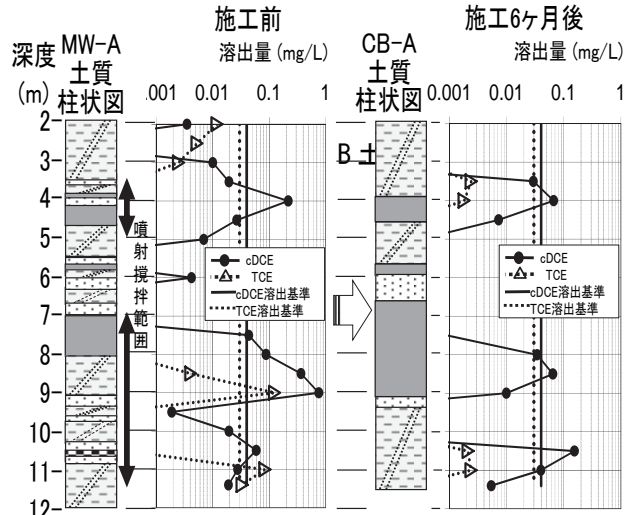 施工前
施工6ヶ月後
深度
(m)
MW-A
土質
柱状図
溶出量 (mg/L)
.001 0.01 0.1 1
CB-A
土質
柱状図
溶出量 (mg/L)
0.001 0.01 0.1 1
2
3
4
5
6
7
8
9
10
11
12
B 土
噴射撹拌範囲
cDCE
TCE
cDCE溶出基準
TCE溶出基準
cDCE
TCE
cDCE溶出基準
TCE溶出基準